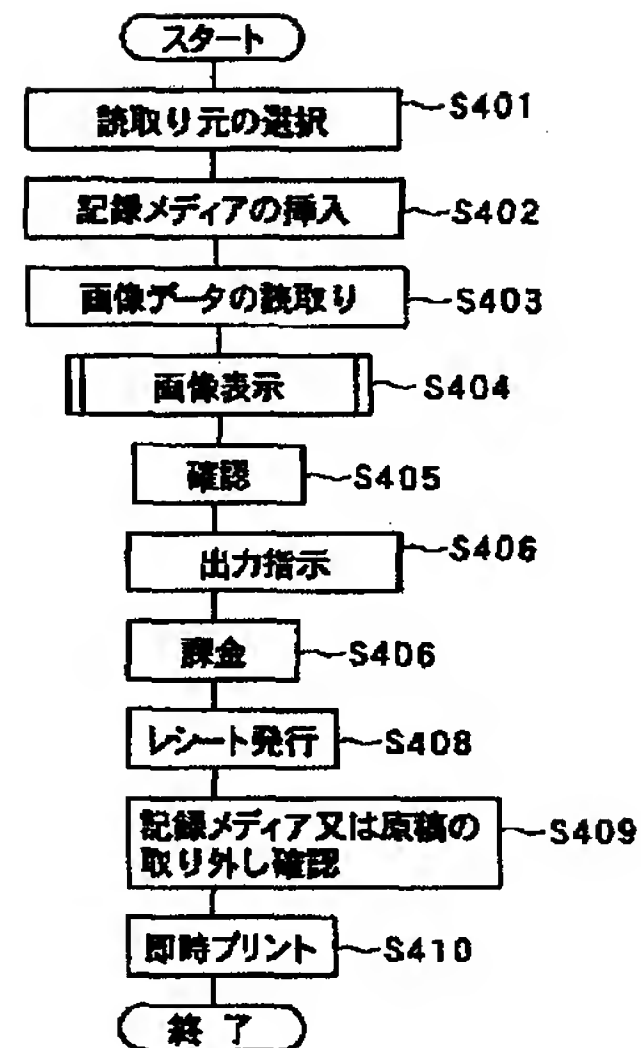 スタート
読取り元の選択 S401
記録メディアの挿入 S402
画像データの読取り S403
画像表示 S404
確認 S405
出力指示 S406
課金 S406
レシート発行 S408
記録メディア又は原稿の
取り外し確認 S409
即時プリント S410
終了